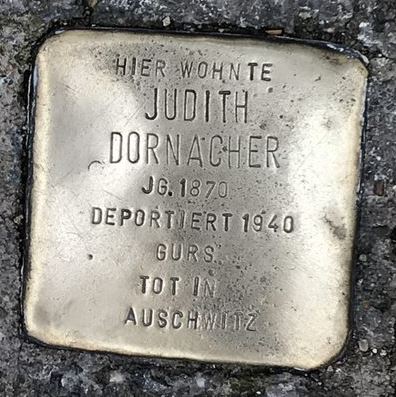 HIER WOHNTE
JUDITH
DORNACHER
JG. 1870
DEPORTIERT 1940
GURS
TOT IN
AUSCHWITZ